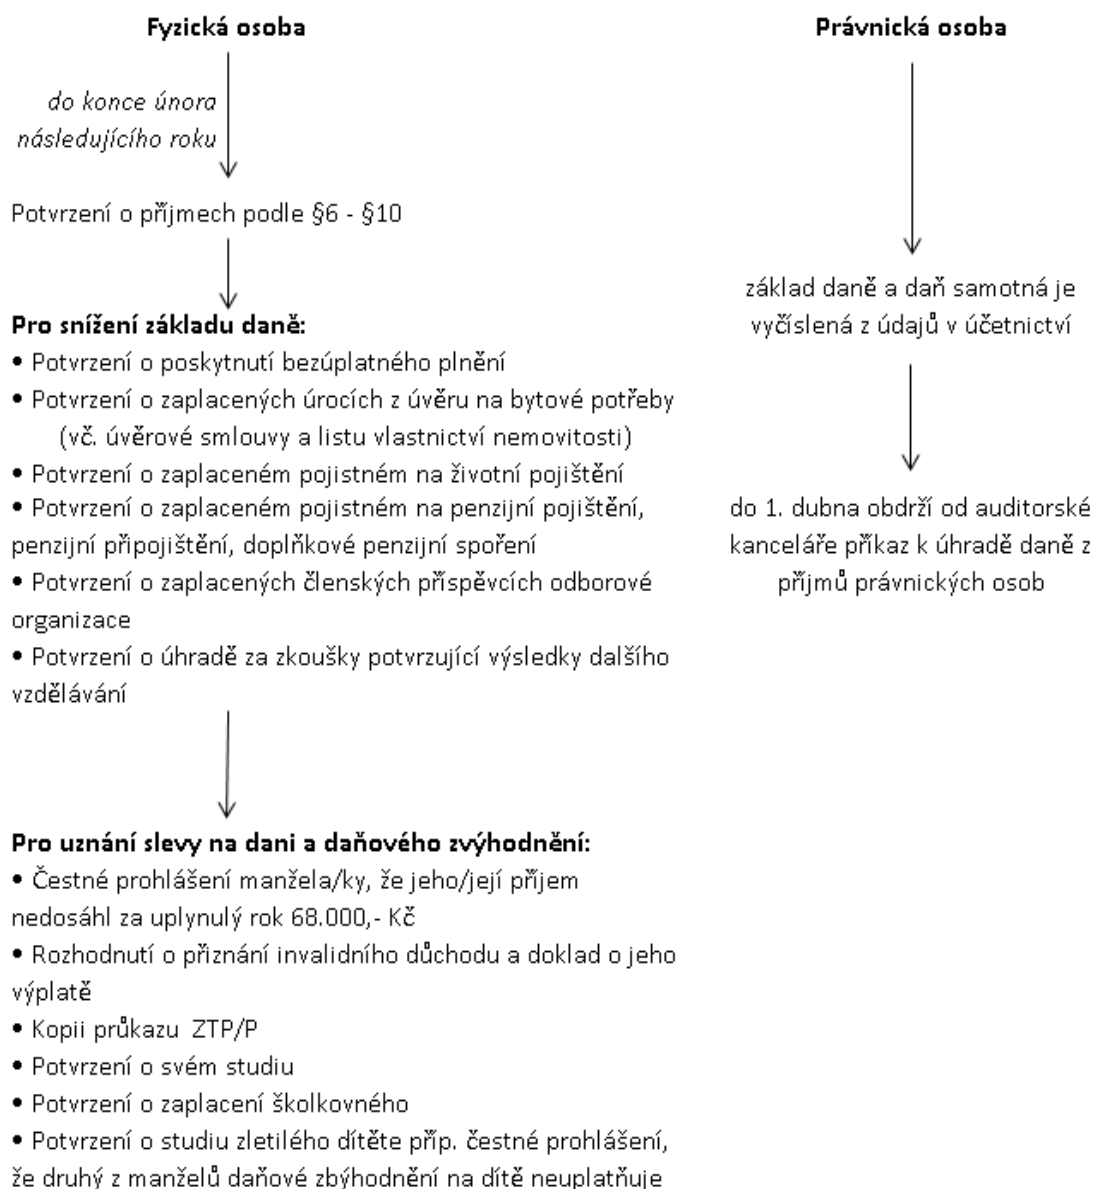 Fyzická osoba
do konce února
následujícího roku
Potvrzení o příjmech podle §6 - §10
Pro snížení základu daně:
• Potvrzení o poskytnutí bezúplatného plnění
• Potvrzení o zaplacených úrocích z úvěru na bytové potřeby
(vč. úvěrové smlouvy a listu vlastnictví nemovitosti)
• Potvrzení o zaplaceném pojistném na životní pojištění
• Potvrzení o zaplaceném pojistném na penzijní pojištění,
penzijní připojištění, doplňkové penzijní spoření
• Potvrzení o zaplacených členských příspěvcích odborové
organizace
• Potvrzení o úhradě za zkoušky potvrzující výsledky dalšího
vzdělávání
Pro uznání slevy na dani a daňového zvýhodnění:
• Čestné prohlášení manžela/ky, že jeho/její příjem
nedosáhl za uplynulý rok 68.000,- Kč
• Rozhodnutí o přiznání invalidního důchodu a doklad o jeho
výplatě
• Kopii průkazu ZTP/P
• Potvrzení o svém studiu
• Potvrzení o zaplacení školkovného
• Potvrzení o studiu zletilého dítěte příp. čestné prohlášení,
že druhý z manželů daňové zbýhodnění na dítě neuplatňuje
Právnická osoba
základ daně a daň samotná je
vyčíslená z údajů v účetnictví
do 1. dubna obdrží od auditorské
kanceláře příkaz k úhradě daně z
příjmů právnických osob